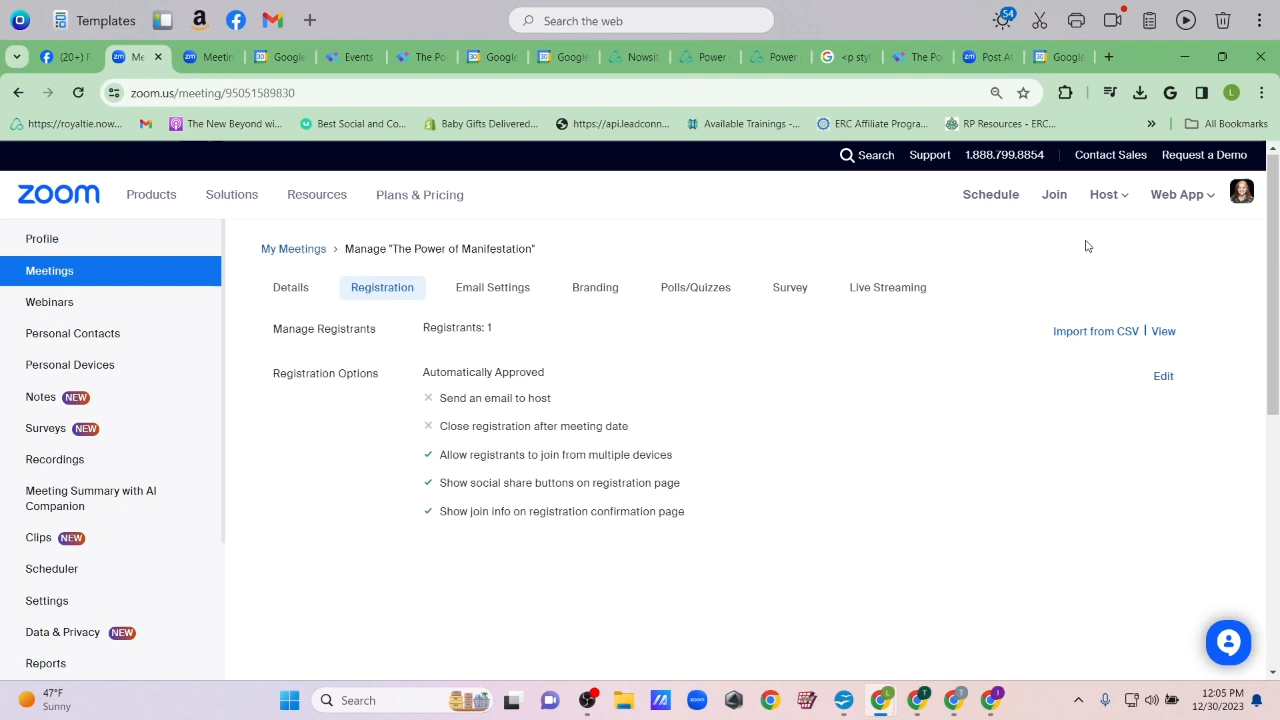 Templates
Search the web
54
(20+) F
Me
Meetin
Google
Events
The Po
Google
Google
Nowsit
Power
Power
<p styl
The Po
Post At
Google
zoom.us/meeting/95051589830
https://royaltie.now...
The New Beyond wi...
Best Social and Co...
Baby Gifts Delivered...
https://api.leadconn...
Available Trainings -...
ERC Affiliate Progra...
RP Resources - ERC...
All Bookmarks
Search
Support
1.888.799.8854
Contact Sales
Request a Demo
zoom
Products
Solutions
Resources
Plans & Pricing
Schedule
Join
Host
Web App
Profile
Meetings
Webinars
Personal Contacts
Personal Devices
Notes NEW
Surveys NEW
Recordings
Meeting Summary with AI
Companion
Clips NEW
Scheduler
Settings
Data & Privacy NEW
Reports
My Meetings > Manage "The Power of Manifestation"
Details
Registration
Email Settings
Branding
Polls/Quizzes
Survey
Live Streaming
Manage Registrants
Registrants: 1
Import from CSV | View
Registration Options
Automatically Approved
Edit
Send an email to host
Close registration after meeting date
Allow registrants to join from multiple devices
Show social share buttons on registration page
Show join info on registration confirmation page
47°F
Sunny
Search
12:05 PM
12/30/2023